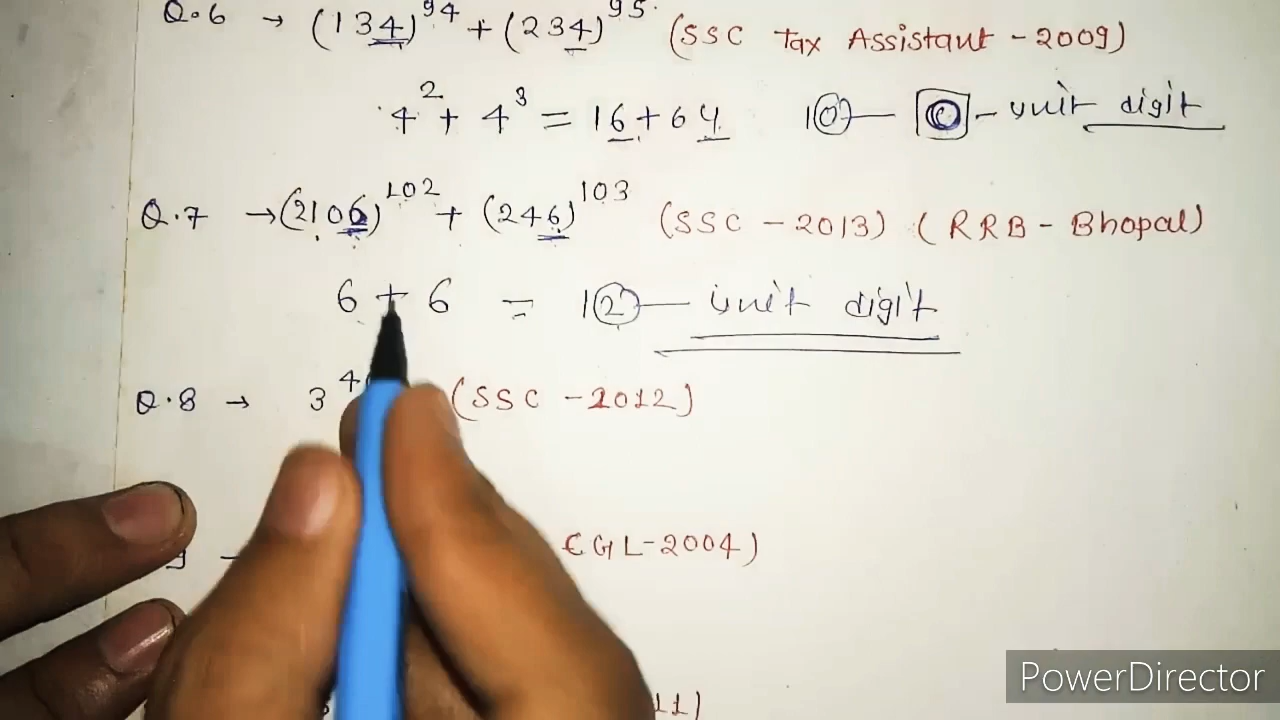 Q.6 → (134)^94 + (234)^95 (SSC Tax Assistant - 2009)
4^2 + 4^3 = 16 + 64 10 — 0 - unit digit
Q.7 → (2106)^102 + (246)^103 (SSC - 2013) (RRB - Bhopal)
6 + 6 = 12 — unit digit
Q.8 → 3^4 (SSC - 2012)
CGL-2004)
11)
PowerDirector